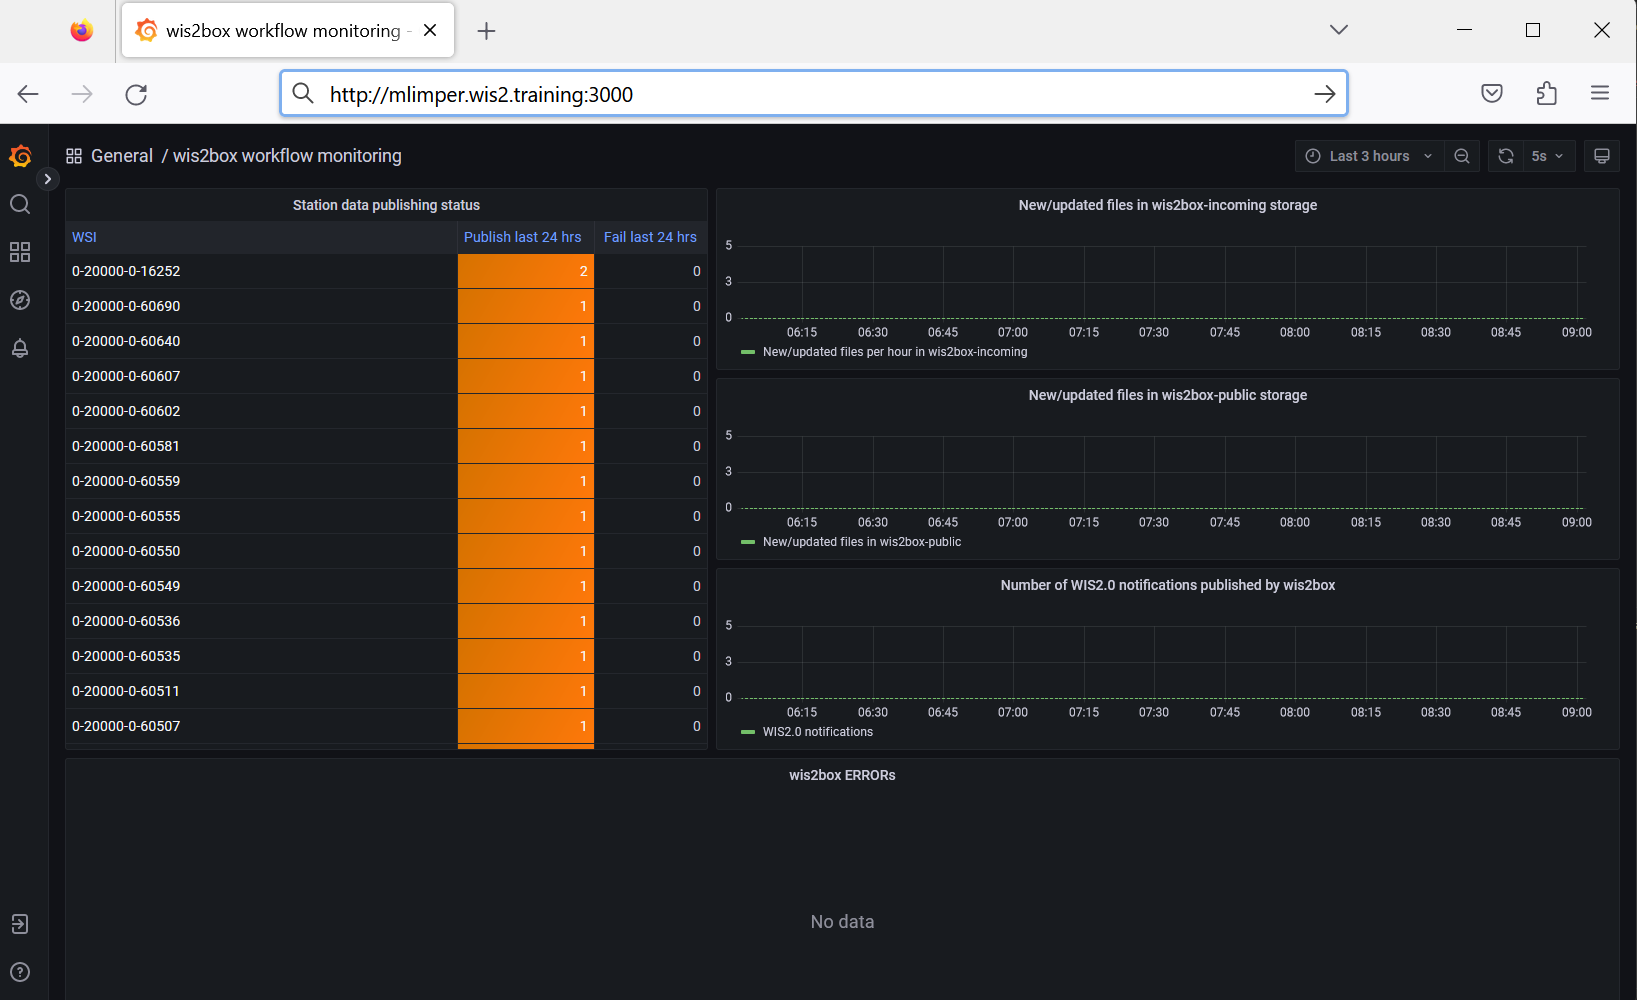 wis2box workflow monitoring -
http://mlimper.wis2.training:3000
General / wis2box workflow monitoring
Last 3 hours
5s
Station data publishing status
WSI Publish last 24 hrs Fail last 24 hrs
0-20000-0-16252 2 0
0-20000-0-60690 1 0
0-20000-0-60640 1 0
0-20000-0-60607 1 0
0-20000-0-60602 1 0
0-20000-0-60581 1 0
0-20000-0-60559 1 0
0-20000-0-60555 1 0
0-20000-0-60550 1 0
0-20000-0-60549 1 0
0-20000-0-60536 1 0
0-20000-0-60535 1 0
0-20000-0-60511 1 0
0-20000-0-60507 1 0
New/updated files in wis2box-incoming storage
5
3
0
06:15 06:30 06:45 07:00 07:15 07:30 07:45 08:00 08:15 08:30 08:45 09:00
New/updated files per hour in wis2box-incoming
New/updated files in wis2box-public storage
5
3
0
06:15 06:30 06:45 07:00 07:15 07:30 07:45 08:00 08:15 08:30 08:45 09:00
New/updated files in wis2box-public
Number of WIS2.0 notifications published by wis2box
5
3
0
06:15 06:30 06:45 07:00 07:15 07:30 07:45 08:00 08:15 08:30 08:45 09:00
WIS2.0 notifications
wis2box ERRORs
No data